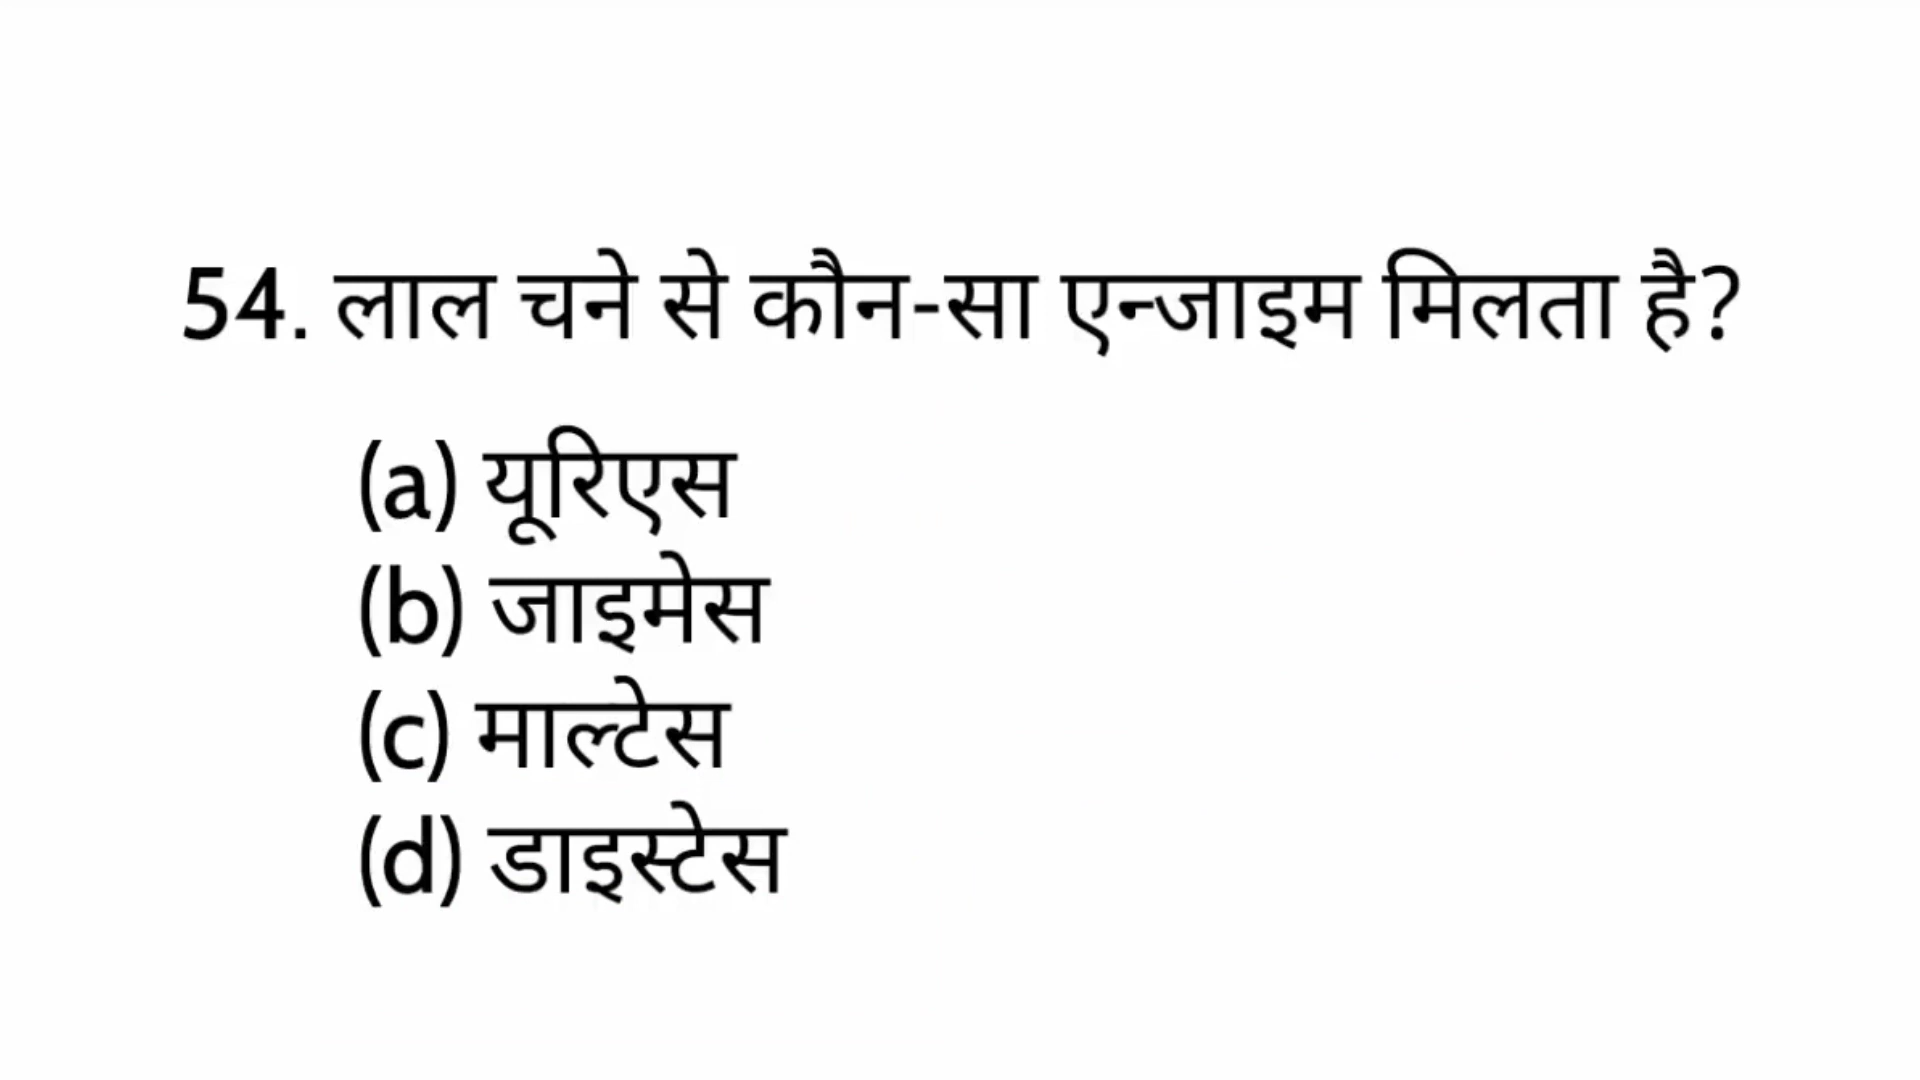 54. लाल चने से कौन-सा एन्जाइम मिलता है?
(a) यूरिएस
(b) जाइमेस
(c) माल्टेस
(d) डाइस्टेस